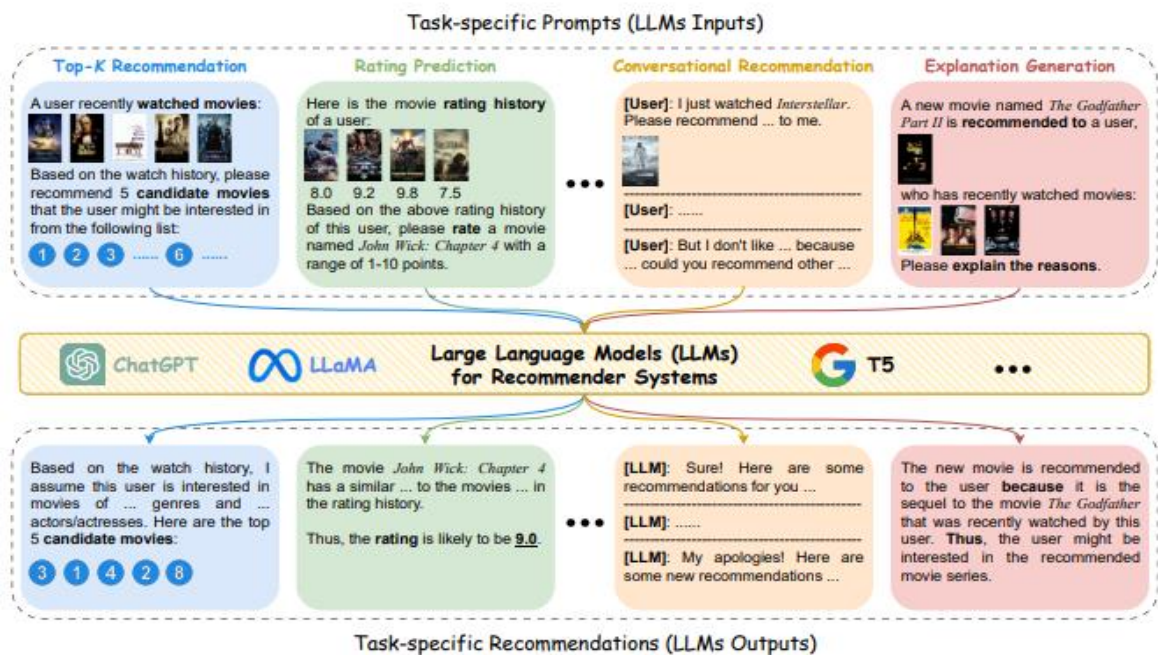 Task-specific Prompts (LLMs Inputs)
Top-K Recommendation
A user recently watched movies:
Based on the watch history, please
recommend 5 candidate movies
that the user might be interested in
from the following list:
1 2 3 ...... 6 ......
Rating Prediction
Here is the movie rating history
of a user:
8.0 9.2 9.8 7.5
Based on the above rating history
of this user, please rate a movie
named John Wick: Chapter 4 with a
range of 1-10 points.
Conversational Recommendation
[User]: I just watched Interstellar.
Please recommend ... to me.
[User]: ......
[User]: But I don't like ... because
... could you recommend other ...
Explanation Generation
A new movie named The Godfather
Part II is recommended to a user,
who has recently watched movies:
Please explain the reasons.
ChatGPT
LLaMA
Large Language Models (LLMs)
for Recommender Systems
T5
Based on the watch history, I
assume this user is interested in
movies of ... genres and ...
actors/actresses. Here are the top
5 candidate movies:
3 1 4 2 8
The movie John Wick: Chapter 4
has a similar ... to the movies ... in
the rating history.
Thus, the rating is likely to be 9.0.
[LLM]: Sure! Here are some
recommendations for you ...
[LLM]: ......
[LLM]: My apologies! Here are
some new recommendations ...
The new movie is recommended
to the user because it is the
sequel to the movie The Godfather
that was recently watched by this
user. Thus, the user might be
interested in the recommended
movie series.
Task-specific Recommendations (LLMs Outputs)